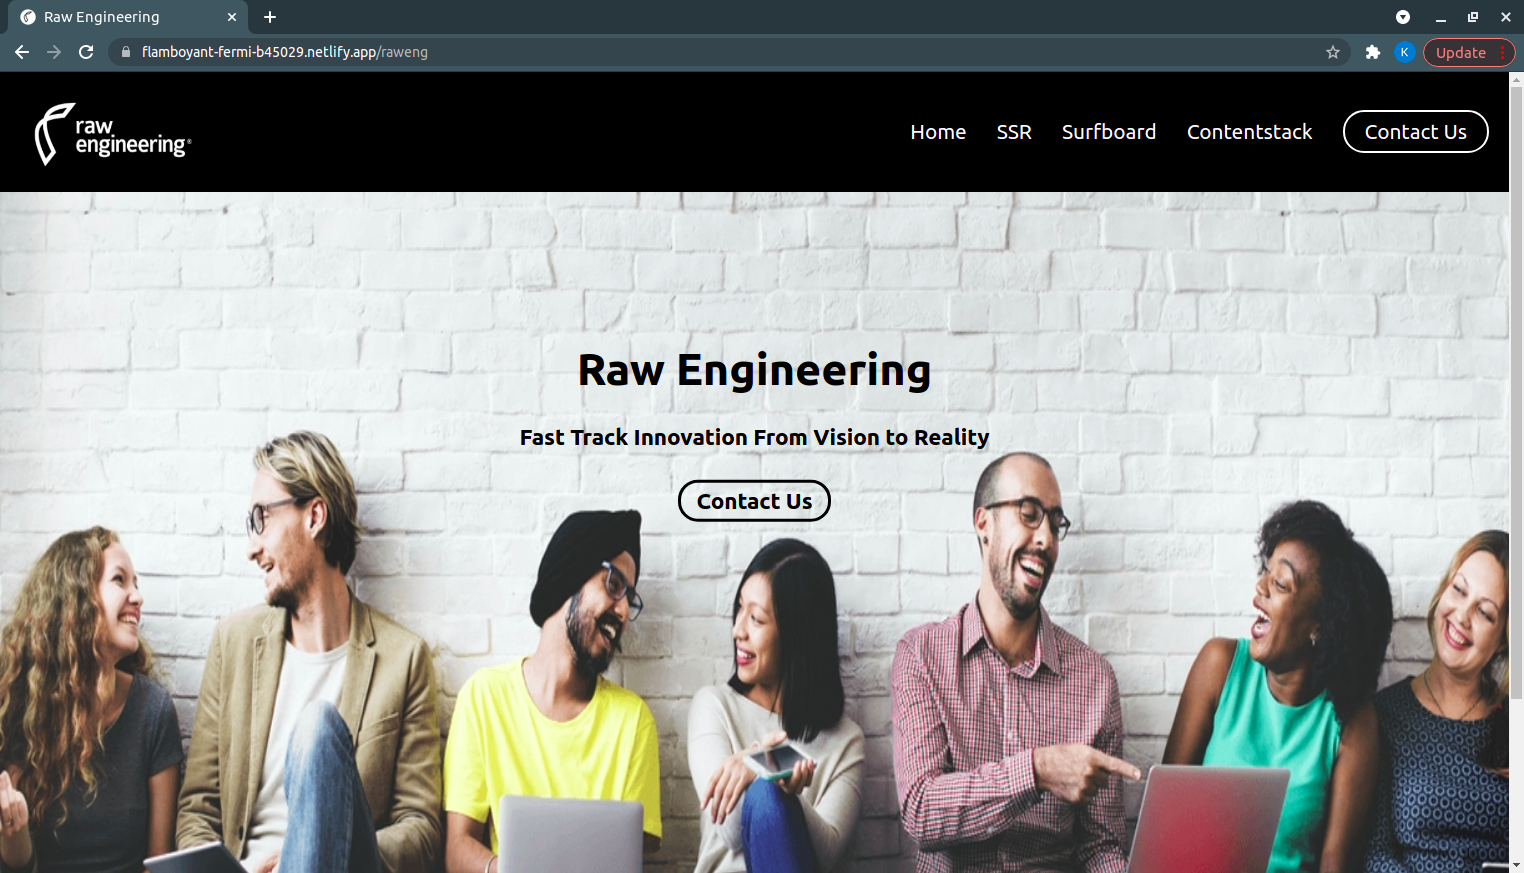 Raw Engineering
flamboyant-fermi-b45029.netlify.app/raweng
K
Update
raw
engineering®
Home SSR Surfboard Contentstack Contact Us
Raw Engineering
Fast Track Innovation From Vision to Reality
Contact Us